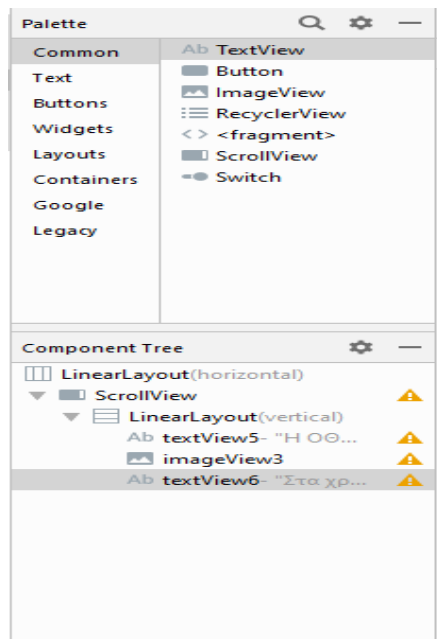 Palette
Common
Text
Buttons
Widgets
Layouts
Containers
Google
Legacy
Ab TextView
Button
ImageView
RecyclerView
<> <fragment>
ScrollView
Switch
Component Tree
LinearLayout(horizontal)
ScrollView
LinearLayout(vertical)
Ab textView5- "Η ΟΘ...
imageView3
Ab textView6- "Στα χρ...